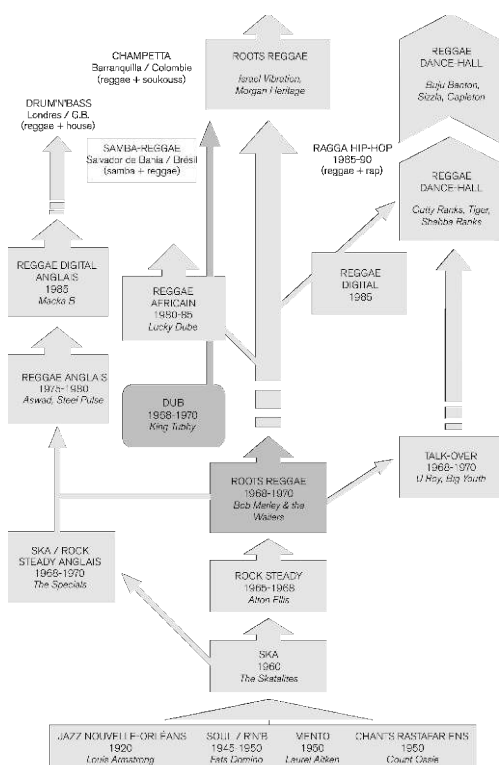 CHAMPETTA
Barranquilla / Colombie
(reggae + soukouss)
ROOTS REGGAE
Israel Vibration,
Morgan Heritage
REGGAE
DANCE-HALL
Buju Banton,
Sizzla, Capleton
DRUM'N'BASS
Londres / G.B.
(reggae + house)
SAMBA-REGGAE
Salvador de Bahia / Brésil
(samba + reggae)
RAGGA HIP-HOP
1985-90
(reggae + rap)
REGGAE
DANCE-HALL
Cutty Ranks, Tiger,
Shabba Ranks
REGGAE DIGITAL
ANGLAIS
1985
Macka B
REGGAE
AFRICAIN
1980-85
Lucky Dube
REGGAE
DIGITAL
1985
REGGAE ANGLAIS
1975-1980
Aswad, Steel Pulse
DUB
1968-1970
King Tubby
ROOTS REGGAE
1968-1970
Bob Marley & the
Wailers
TALK-OVER
1968-1970
U Roy, Big Youth
SKA / ROCK
STEADY ANGLAIS
1968-1970
The Specials
ROCK STEADY
1965-1968
Alton Ellis
SKA
1960
The Skatalites
JAZZ NOUVELLE-ORLÉANS
1920
Louis Armstrong
SOUL / R'N'B
1945-1950
Fats Domino
MENTO
1950
Laurel Aitken
CHANTS RASTAFARIENS
1950
Count Ossie